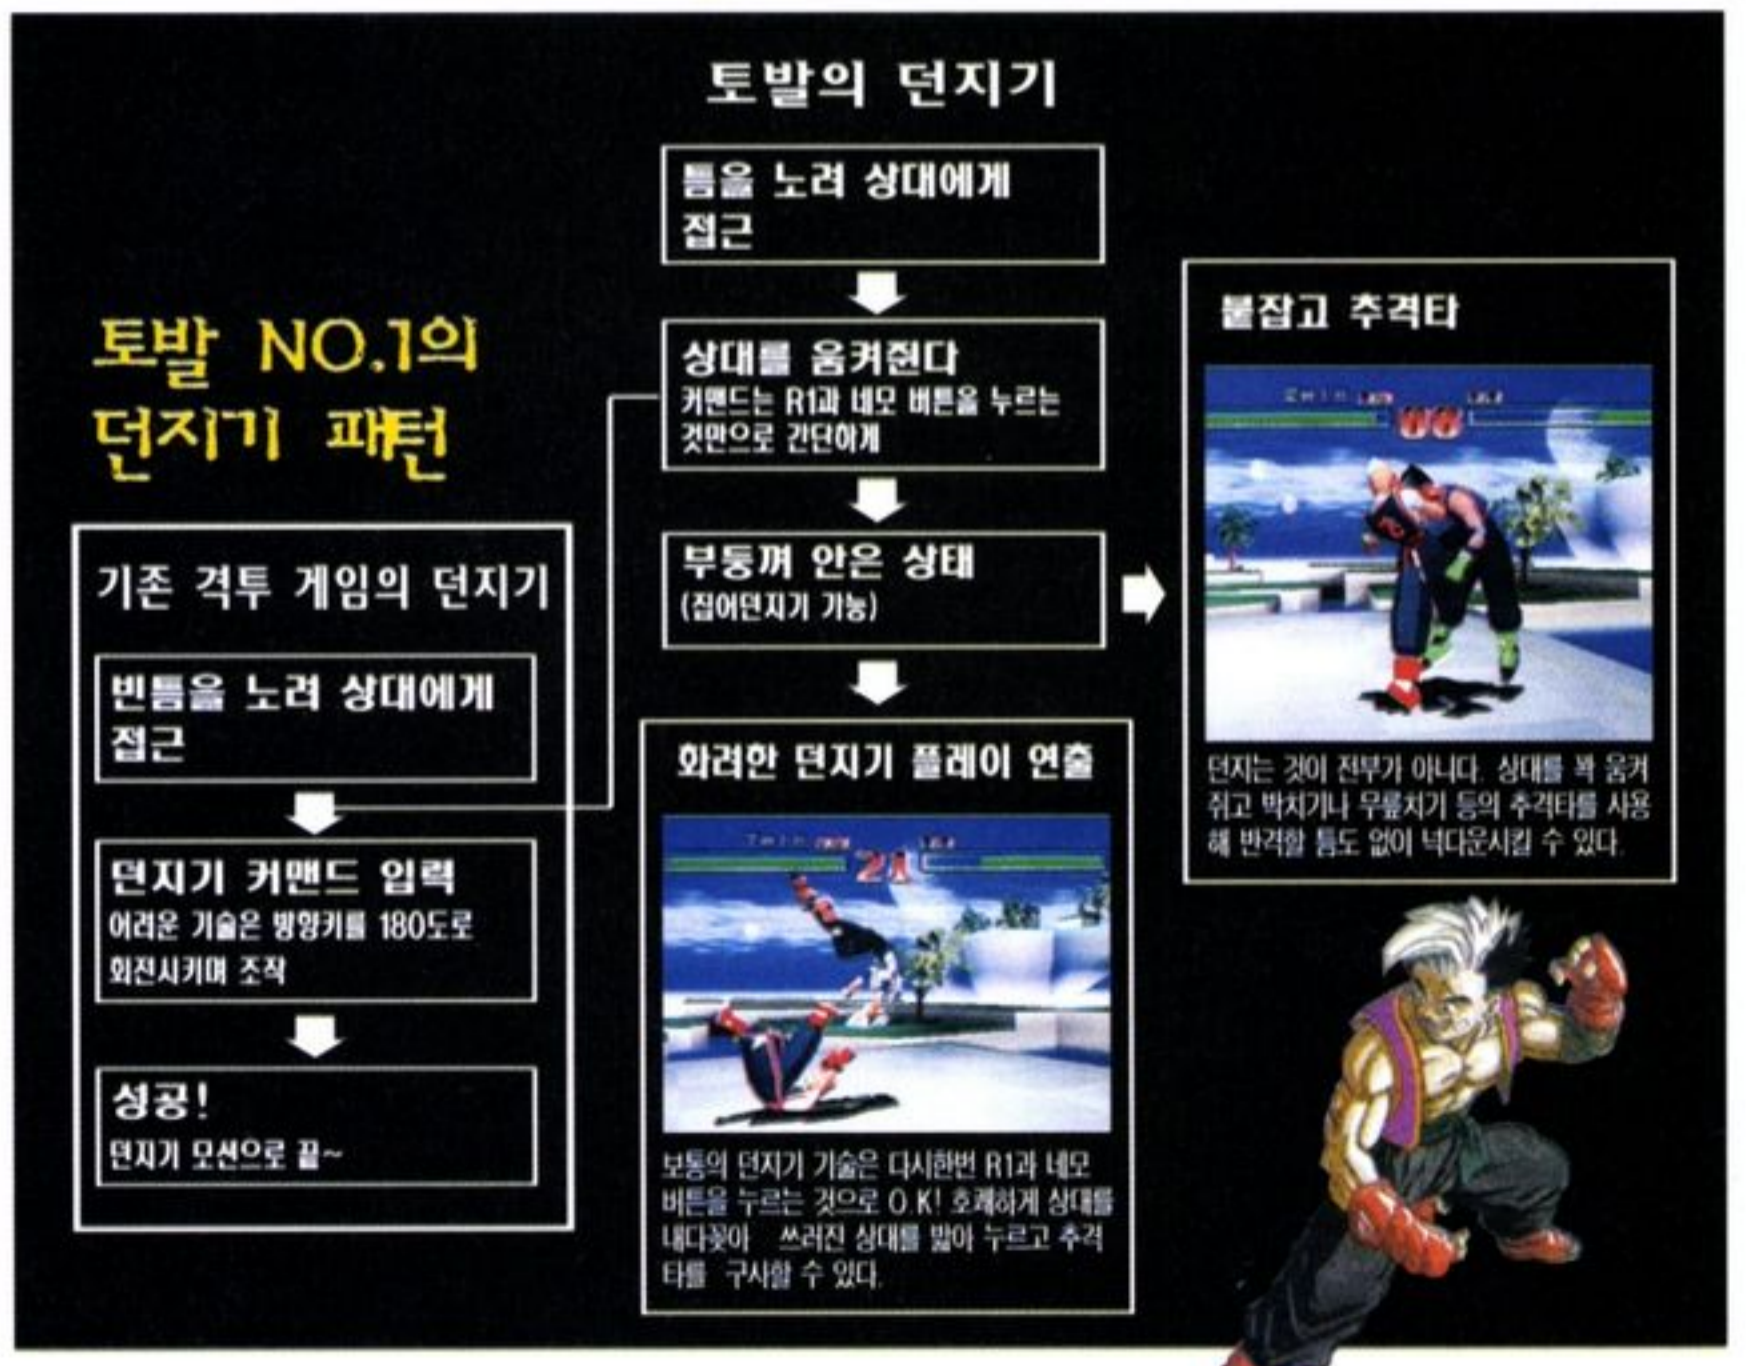 토발의 던지기
틈을 노려 상대에게
접근
상대를 움켜쥔다
커맨드는 R1과 네모 버튼을 누르는
것만으로 간단하게
부둥껴 안은 상태
(집어던지기 가능)
붙잡고 추격타
던지는 것이 전부가 아니다. 상대를 꽉 움켜
쥐고 박치기나 무릎치기 등의 추격타를 사용
해 반격할 틈도 없이 넉다운시킬 수 있다.
화려한 던지기 플레이 연출
21
보통의 던지기 기술은 다시한번 R1과 네모
버튼을 누르는 것으로 O.K! 호쾌하게 상대를
내다꽂아 쓰러진 상대를 밟아 누르고 추격
타를 구사할 수 있다.
토발 NO.1의
던지기 패턴
기존 격투 게임의 던지기
빈틈을 노려 상대에게
접근
던지기 커맨드 입력
어려운 기술은 방향키를 180도로
회전시키며 조작
성공!
던지기 모션으로 끝~